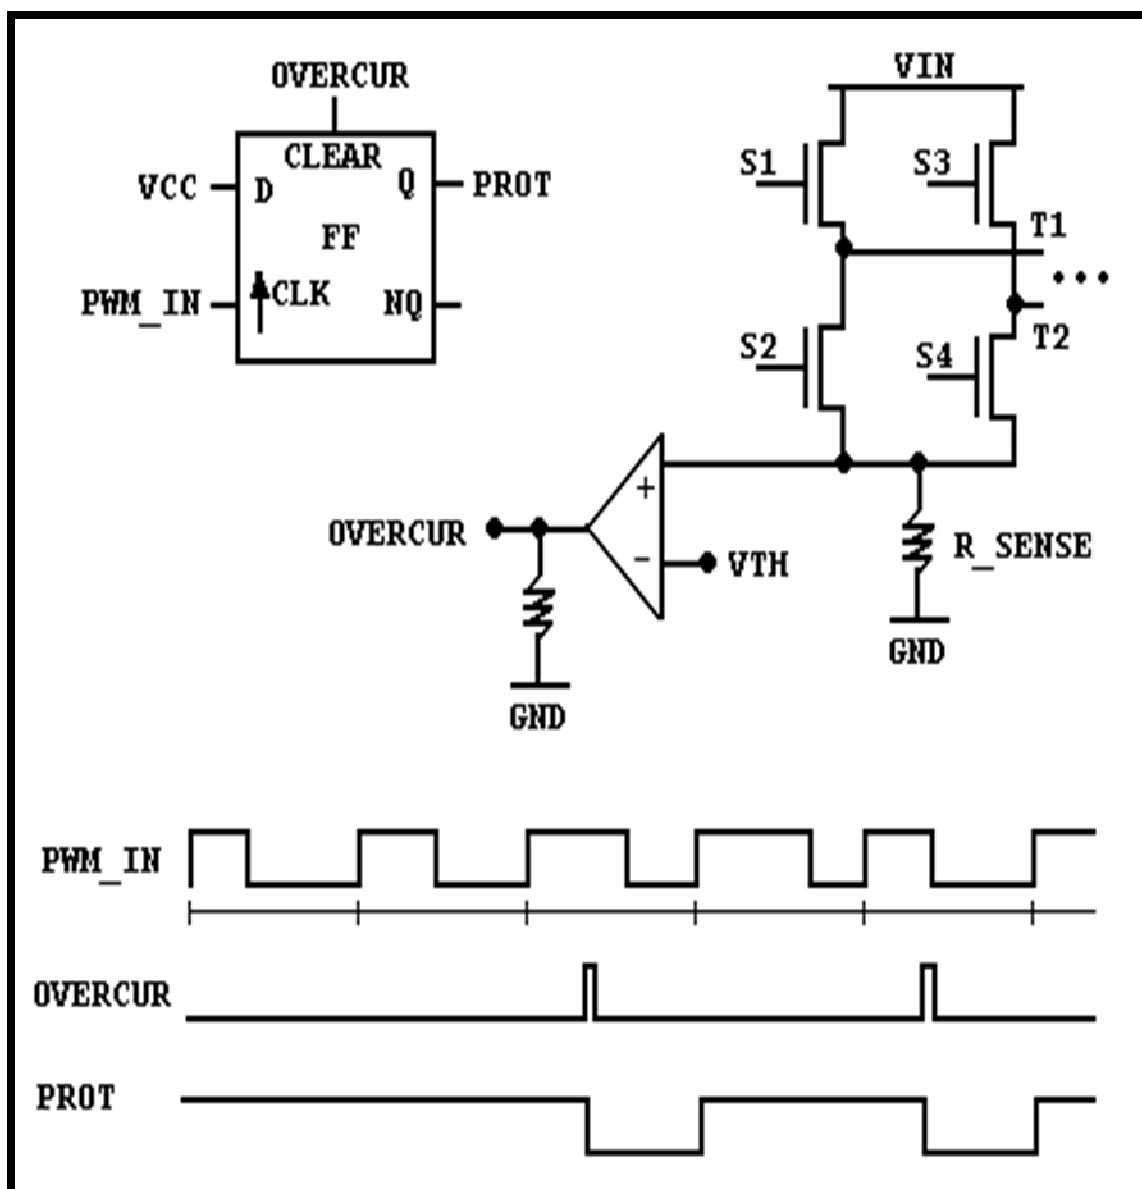 OVERCUR
CLEAR
VCC
D
Q
PROT
FF
PWM_IN
CLK
NQ
VIN
S1
S3
T1
...
T2
S2
S4
+
-
OVERCUR
VTH
R_SENSE
GND
GND
PWM_IN
OVERCUR
PROT